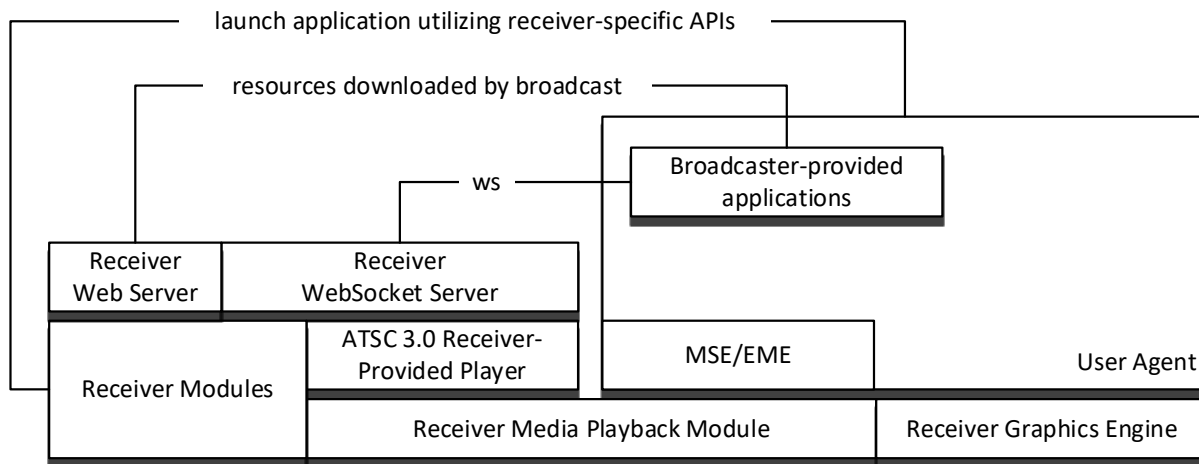 launch application utilizing receiver-specific APIs
resources downloaded by broadcast
Broadcaster-provided
applications
ws
Receiver
Web Server
Receiver
WebSocket Server
ATSC 3.0 Receiver-
Provided Player
MSE/EME
User Agent
Receiver Modules
Receiver Media Playback Module
Receiver Graphics Engine